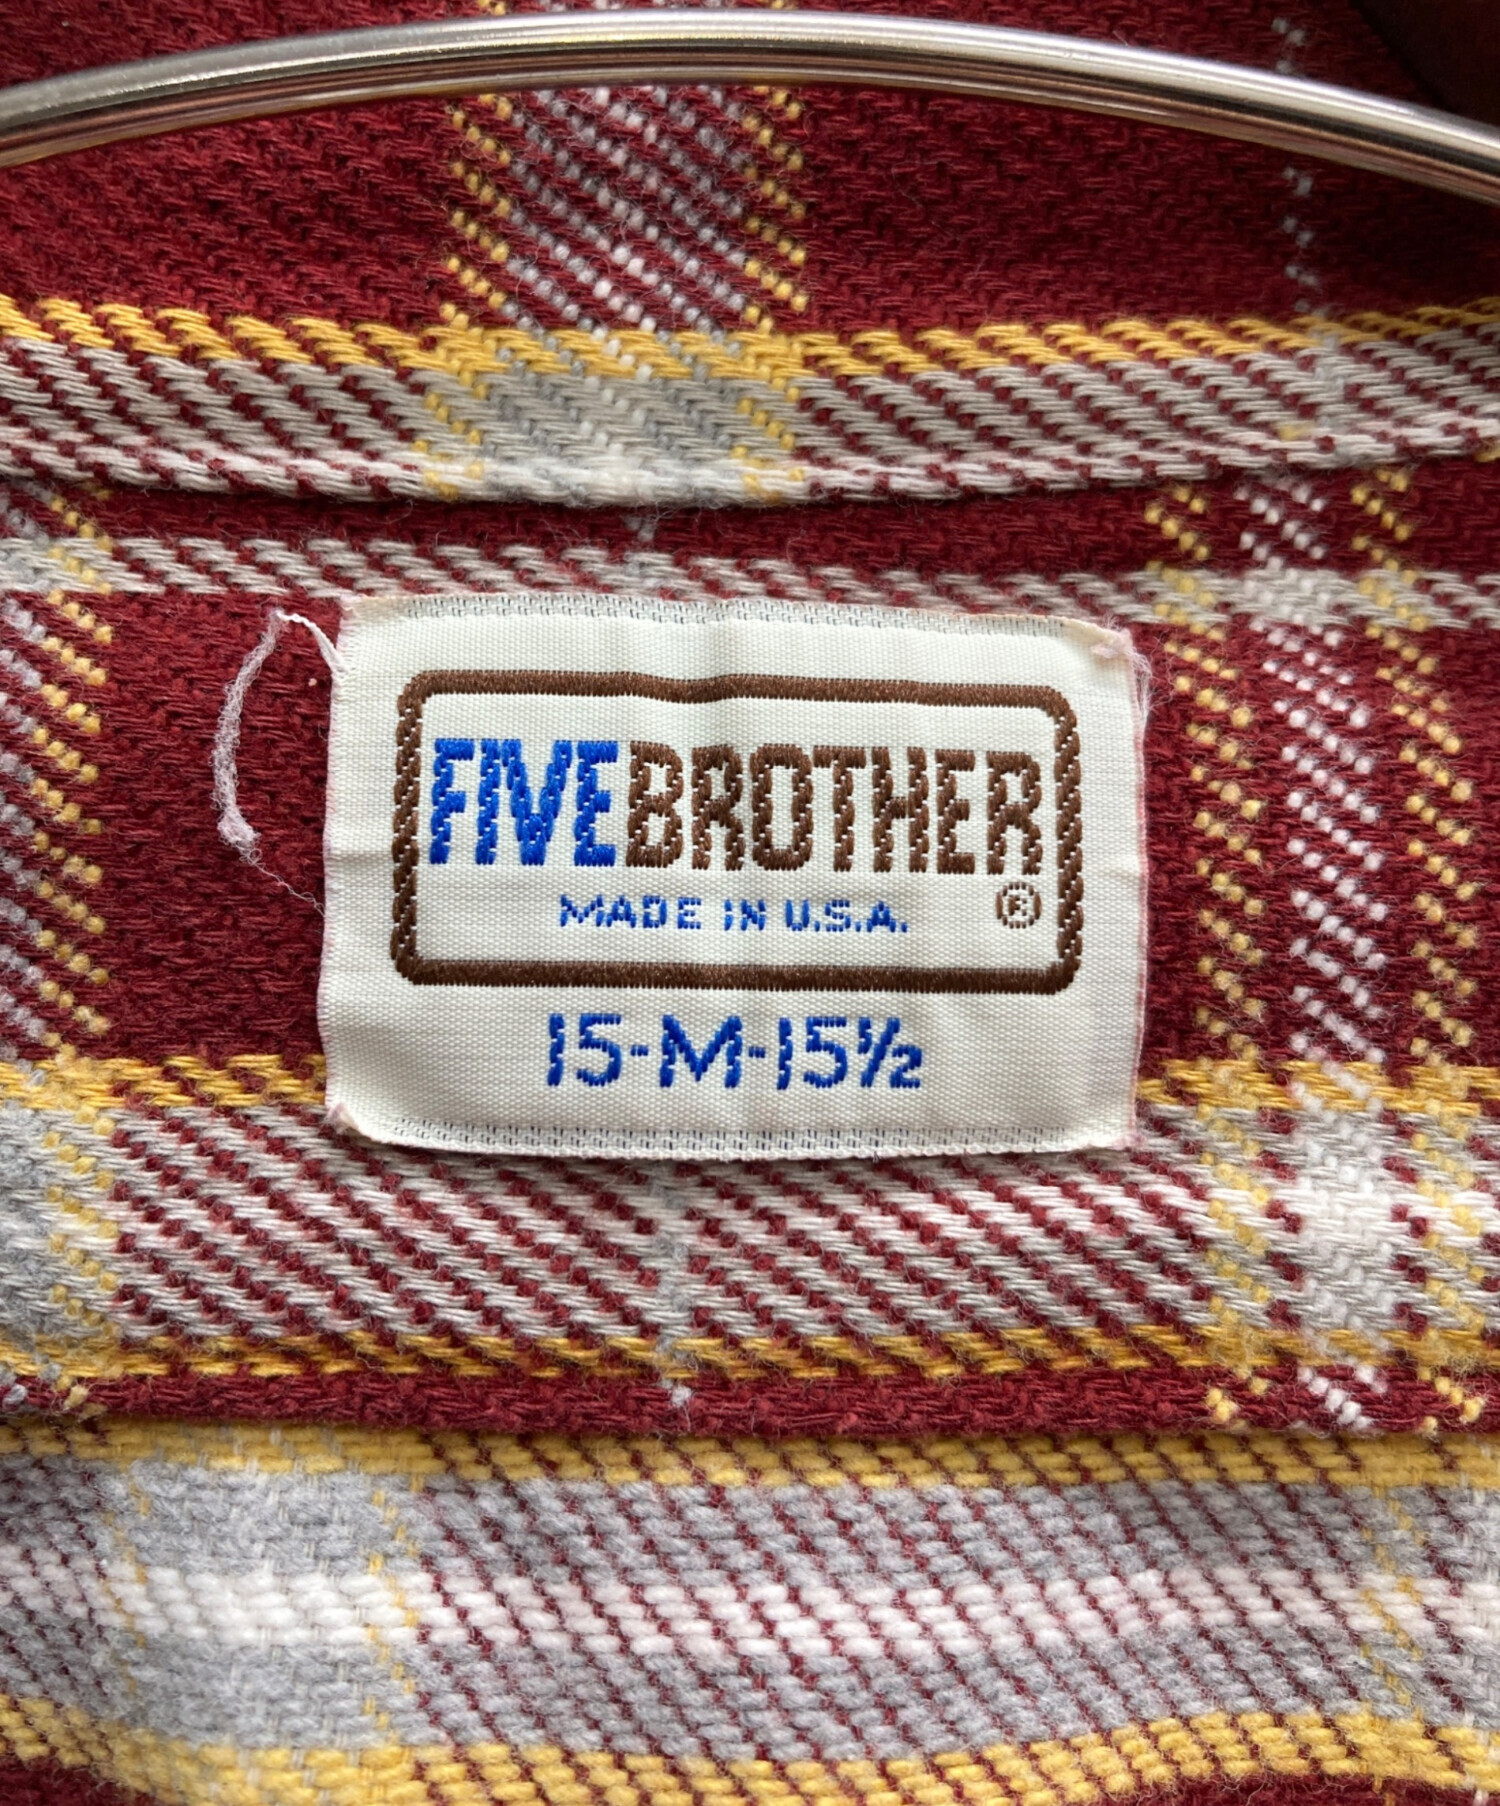 FIVEBROTHER
MADE IN U.S.A. ®
15-M-15½